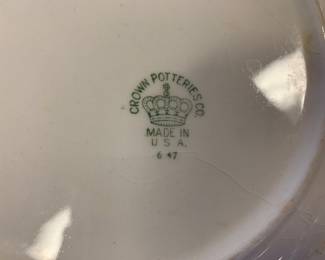 CROWN POTTERIES CO.
MADE IN
U.S.A.
6 47